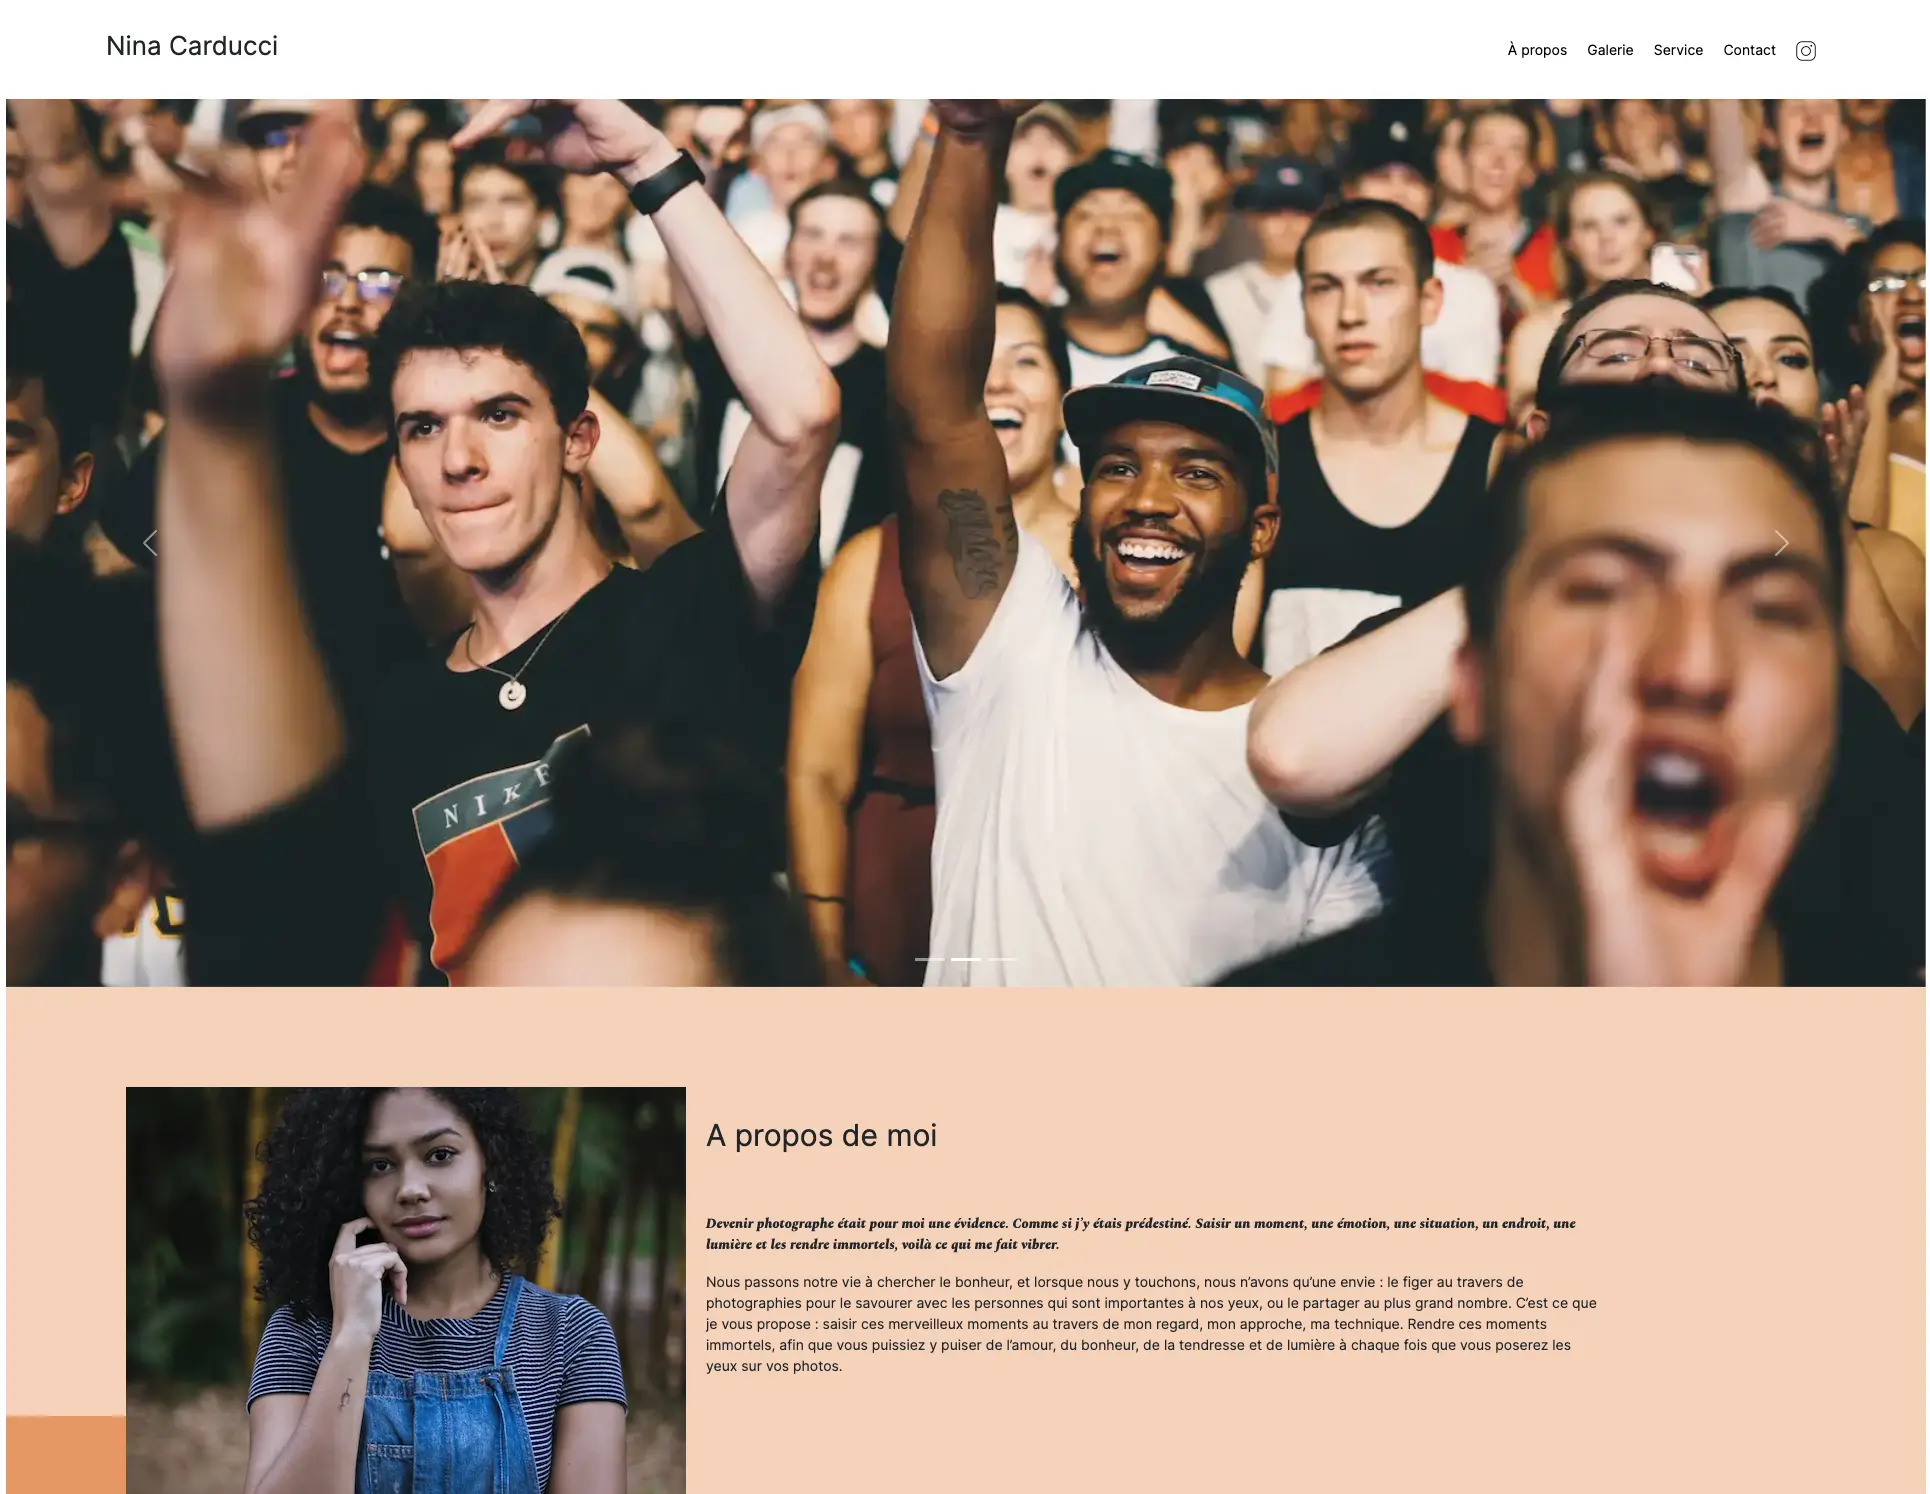 Nina Carducci
À propos Galerie Service Contact
NIKE
A propos de moi
Devenir photographe était pour moi une évidence. Comme si j'y étais prédestiné. Saisir un moment, une émotion, une situation, un endroit, une
lumière et les rendre immortels, voilà ce qui me fait vibrer.
Nous passons notre vie à chercher le bonheur, et lorsque nous y touchons, nous n'avons qu'une envie : le figer au travers de
photographies pour le savourer avec les personnes qui sont importantes à nos yeux, ou le partager au plus grand nombre. C'est ce que
je vous propose : saisir ces merveilleux moments au travers de mon regard, mon approche, ma technique. Rendre ces moments
immortels, afin que vous puissiez y puiser de l'amour, du bonheur, de la tendresse et de lumière à chaque fois que vous poserez les
yeux sur vos photos.